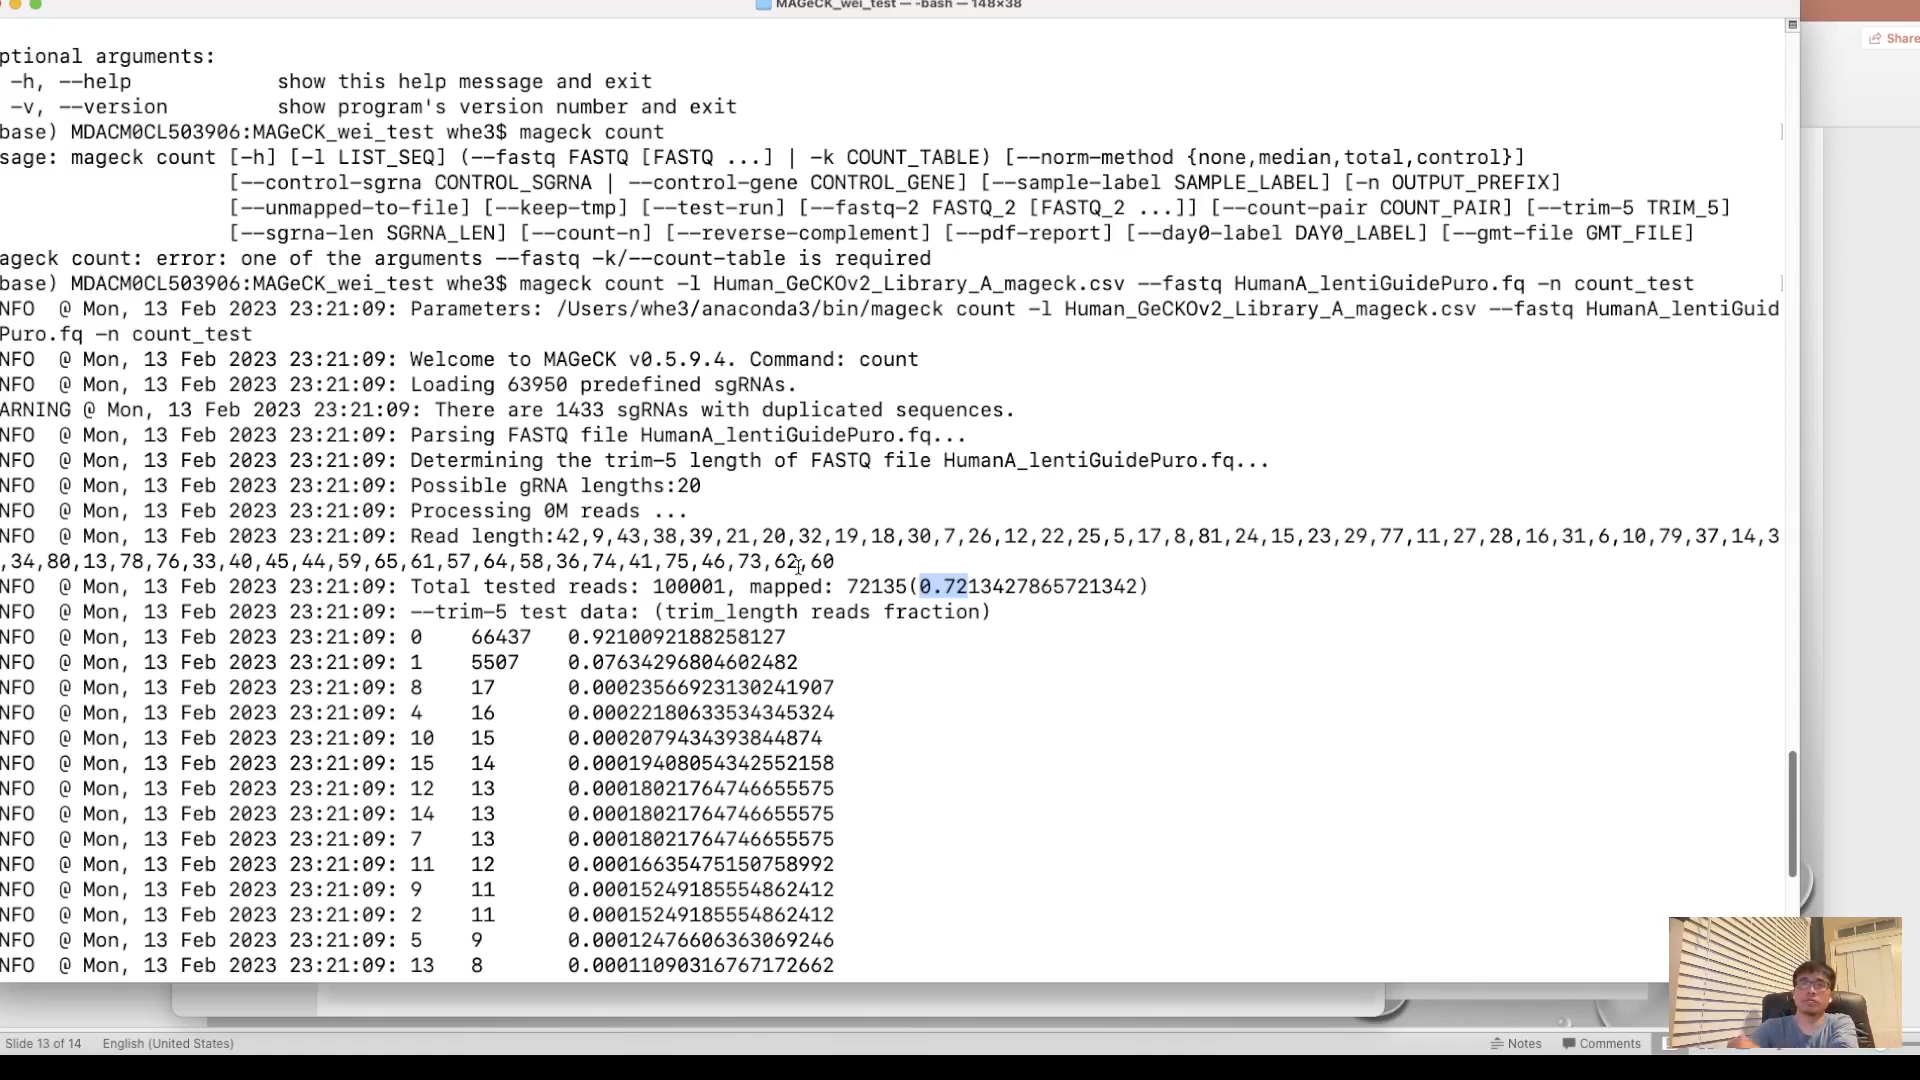 MAGeCK_wei_test — -bash — 148×38
Share
ptional arguments:
-h, --help show this help message and exit
-v, --version show program's version number and exit
base) MDACM0CL503906:MAGeCK_wei_test whe3$ mageck count
sage: mageck count [-h] [-l LIST_SEQ] (--fastq FASTQ [FASTQ ...] | -k COUNT_TABLE) [--norm-method {none,median,total,control}]
[--control-sgrna CONTROL_SGRNA | --control-gene CONTROL_GENE] [--sample-label SAMPLE_LABEL] [-n OUTPUT_PREFIX]
[--unmapped-to-file] [--keep-tmp] [--test-run] [--fastq-2 FASTQ_2 [FASTQ_2 ...]] [--count-pair COUNT_PAIR] [--trim-5 TRIM_5]
[--sgrna-len SGRNA_LEN] [--count-n] [--reverse-complement] [--pdf-report] [--day0-label DAY0_LABEL] [--gmt-file GMT_FILE]
ageck count: error: one of the arguments --fastq -k/--count-table is required
base) MDACM0CL503906:MAGeCK_wei_test whe3$ mageck count -l Human_GeCKOv2_Library_A_mageck.csv --fastq HumanA_lentiGuidePuro.fq -n count_test
NFO @ Mon, 13 Feb 2023 23:21:09: Parameters: /Users/whe3/anaconda3/bin/mageck count -l Human_GeCKOv2_Library_A_mageck.csv --fastq HumanA_lentiGuid
Puro.fq -n count_test
NFO @ Mon, 13 Feb 2023 23:21:09: Welcome to MAGeCK v0.5.9.4. Command: count
NFO @ Mon, 13 Feb 2023 23:21:09: Loading 63950 predefined sgRNAs.
ARNING @ Mon, 13 Feb 2023 23:21:09: There are 1433 sgRNAs with duplicated sequences.
NFO @ Mon, 13 Feb 2023 23:21:09: Parsing FASTQ file HumanA_lentiGuidePuro.fq...
NFO @ Mon, 13 Feb 2023 23:21:09: Determining the trim-5 length of FASTQ file HumanA_lentiGuidePuro.fq...
NFO @ Mon, 13 Feb 2023 23:21:09: Possible gRNA lengths:20
NFO @ Mon, 13 Feb 2023 23:21:09: Processing 0M reads ...
NFO @ Mon, 13 Feb 2023 23:21:09: Read length:42,9,43,38,39,21,20,32,19,18,30,7,26,12,22,25,5,17,8,81,24,15,23,29,77,11,27,28,16,31,6,10,79,37,14,3
,34,80,13,78,76,33,40,45,44,59,65,61,57,64,58,36,74,41,75,46,73,62,60
NFO @ Mon, 13 Feb 2023 23:21:09: Total tested reads: 100001, mapped: 72135(0.7213427865721342)
NFO @ Mon, 13 Feb 2023 23:21:09: --trim-5 test data: (trim_length reads fraction)
NFO @ Mon, 13 Feb 2023 23:21:09: 0 66437 0.9210092188258127
NFO @ Mon, 13 Feb 2023 23:21:09: 1 5507 0.07634296804602482
NFO @ Mon, 13 Feb 2023 23:21:09: 8 17 0.00023566923130241907
NFO @ Mon, 13 Feb 2023 23:21:09: 4 16 0.00022180633534345324
NFO @ Mon, 13 Feb 2023 23:21:09: 10 15 0.0002079434393844874
NFO @ Mon, 13 Feb 2023 23:21:09: 15 14 0.00019408054342552158
NFO @ Mon, 13 Feb 2023 23:21:09: 12 13 0.00018021764746655575
NFO @ Mon, 13 Feb 2023 23:21:09: 14 13 0.00018021764746655575
NFO @ Mon, 13 Feb 2023 23:21:09: 7 13 0.00018021764746655575
NFO @ Mon, 13 Feb 2023 23:21:09: 11 12 0.00016635475150758992
NFO @ Mon, 13 Feb 2023 23:21:09: 9 11 0.00015249185554862412
NFO @ Mon, 13 Feb 2023 23:21:09: 2 11 0.00015249185554862412
NFO @ Mon, 13 Feb 2023 23:21:09: 5 9 0.00012476606363069246
NFO @ Mon, 13 Feb 2023 23:21:09: 13 8 0.00011090316767172662
Slide 13 of 14 English (United States) Notes Comments